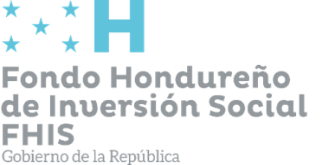 H
Fondo Hondureño
de Inversión Social
FHIS
Gobierno de la República